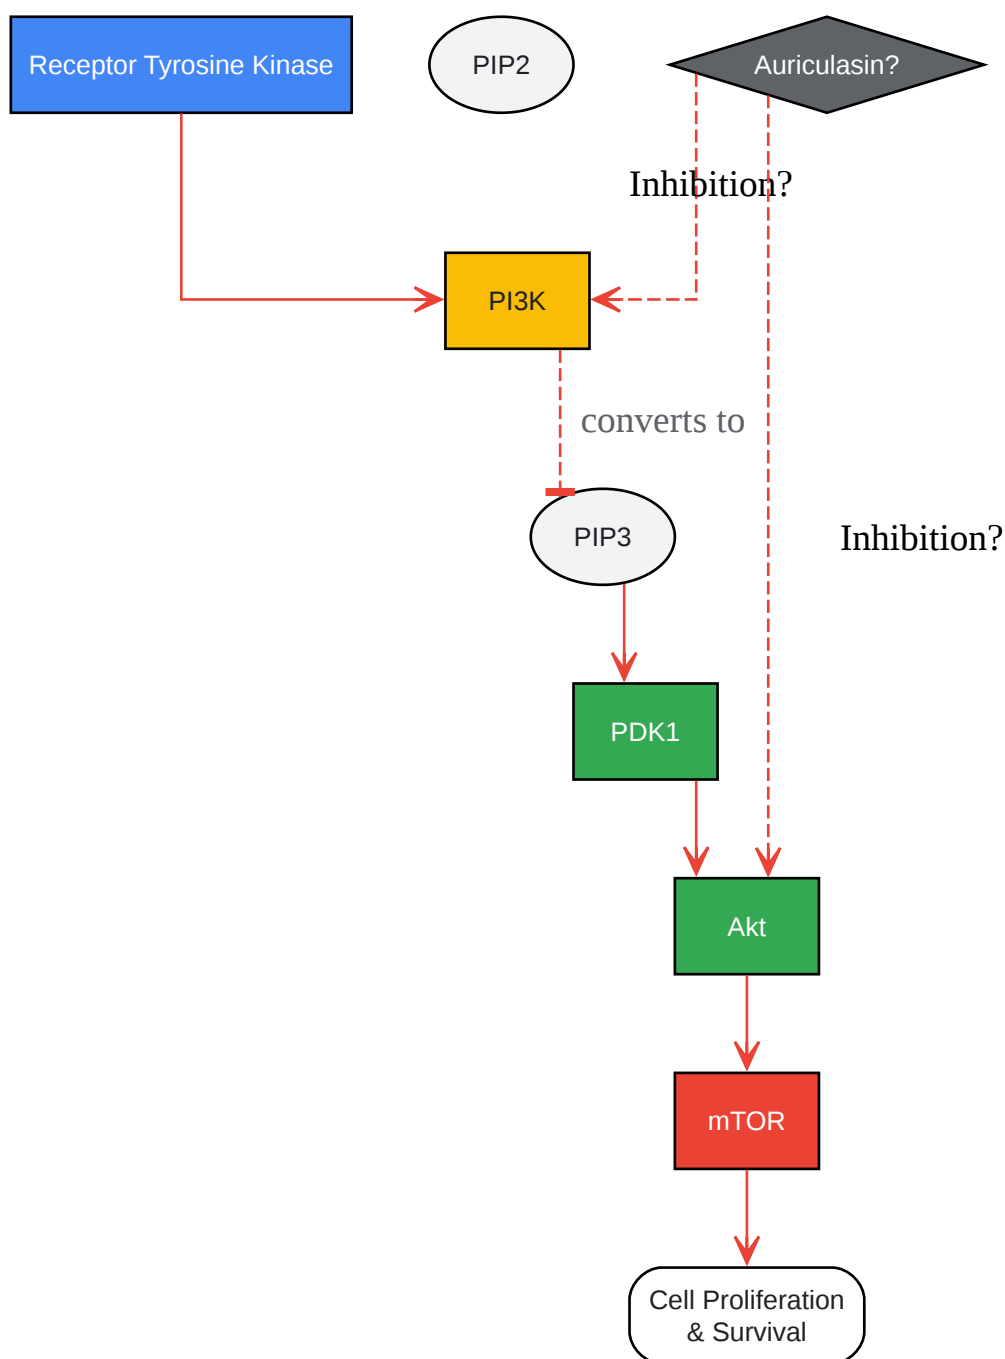 Receptor Tyrosine Kinase
PIP2
Auriculasin?
Inhibition?
PI3K
converts to
PIP3
Inhibition?
PDK1
Akt
mTOR
Cell Proliferation
& Survival